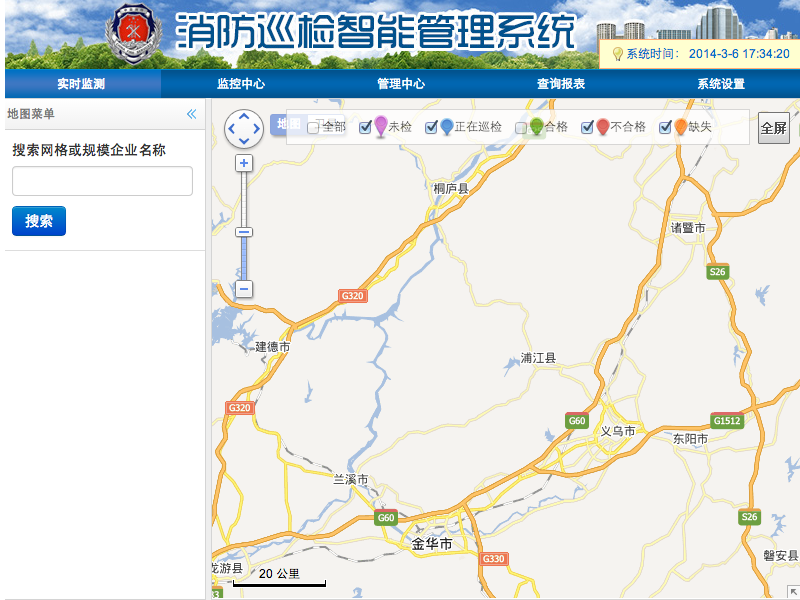 消防巡检智能管理系统
系统时间： 2014-3-6 17:34:20
实时监测 监控中心 管理中心 查询报表 系统设置
地图菜单
搜索网格或规模企业名称
搜索
地图
全部 未检 正在巡检 合格 不合格 缺失
全屏
桐庐县
诸暨市
S26
G320
建德市
浦江县
G320
G60
G1512
义乌市
东阳市
兰溪市
G60
S26
金华市
磐安县
G330
龙游县
20 公里